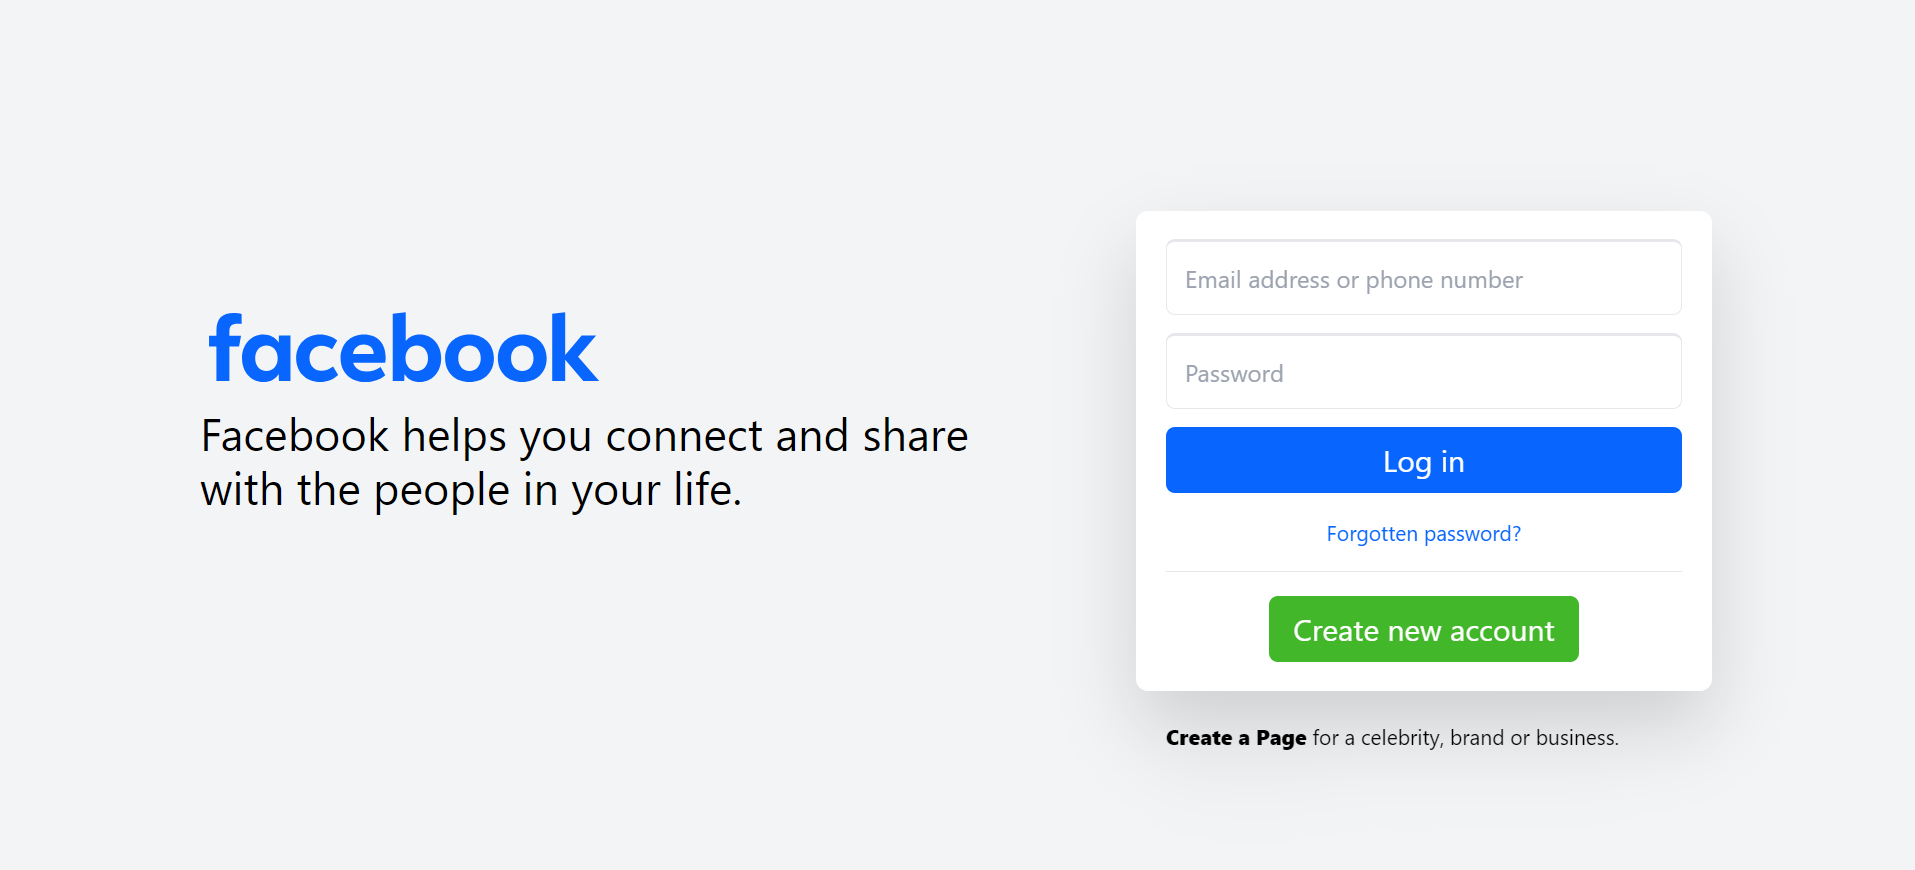 facebook
Facebook helps you connect and share
with the people in your life.
Email address or phone number
Password
Log in
Forgotten password?
Create new account
Create a Page for a celebrity, brand or business.